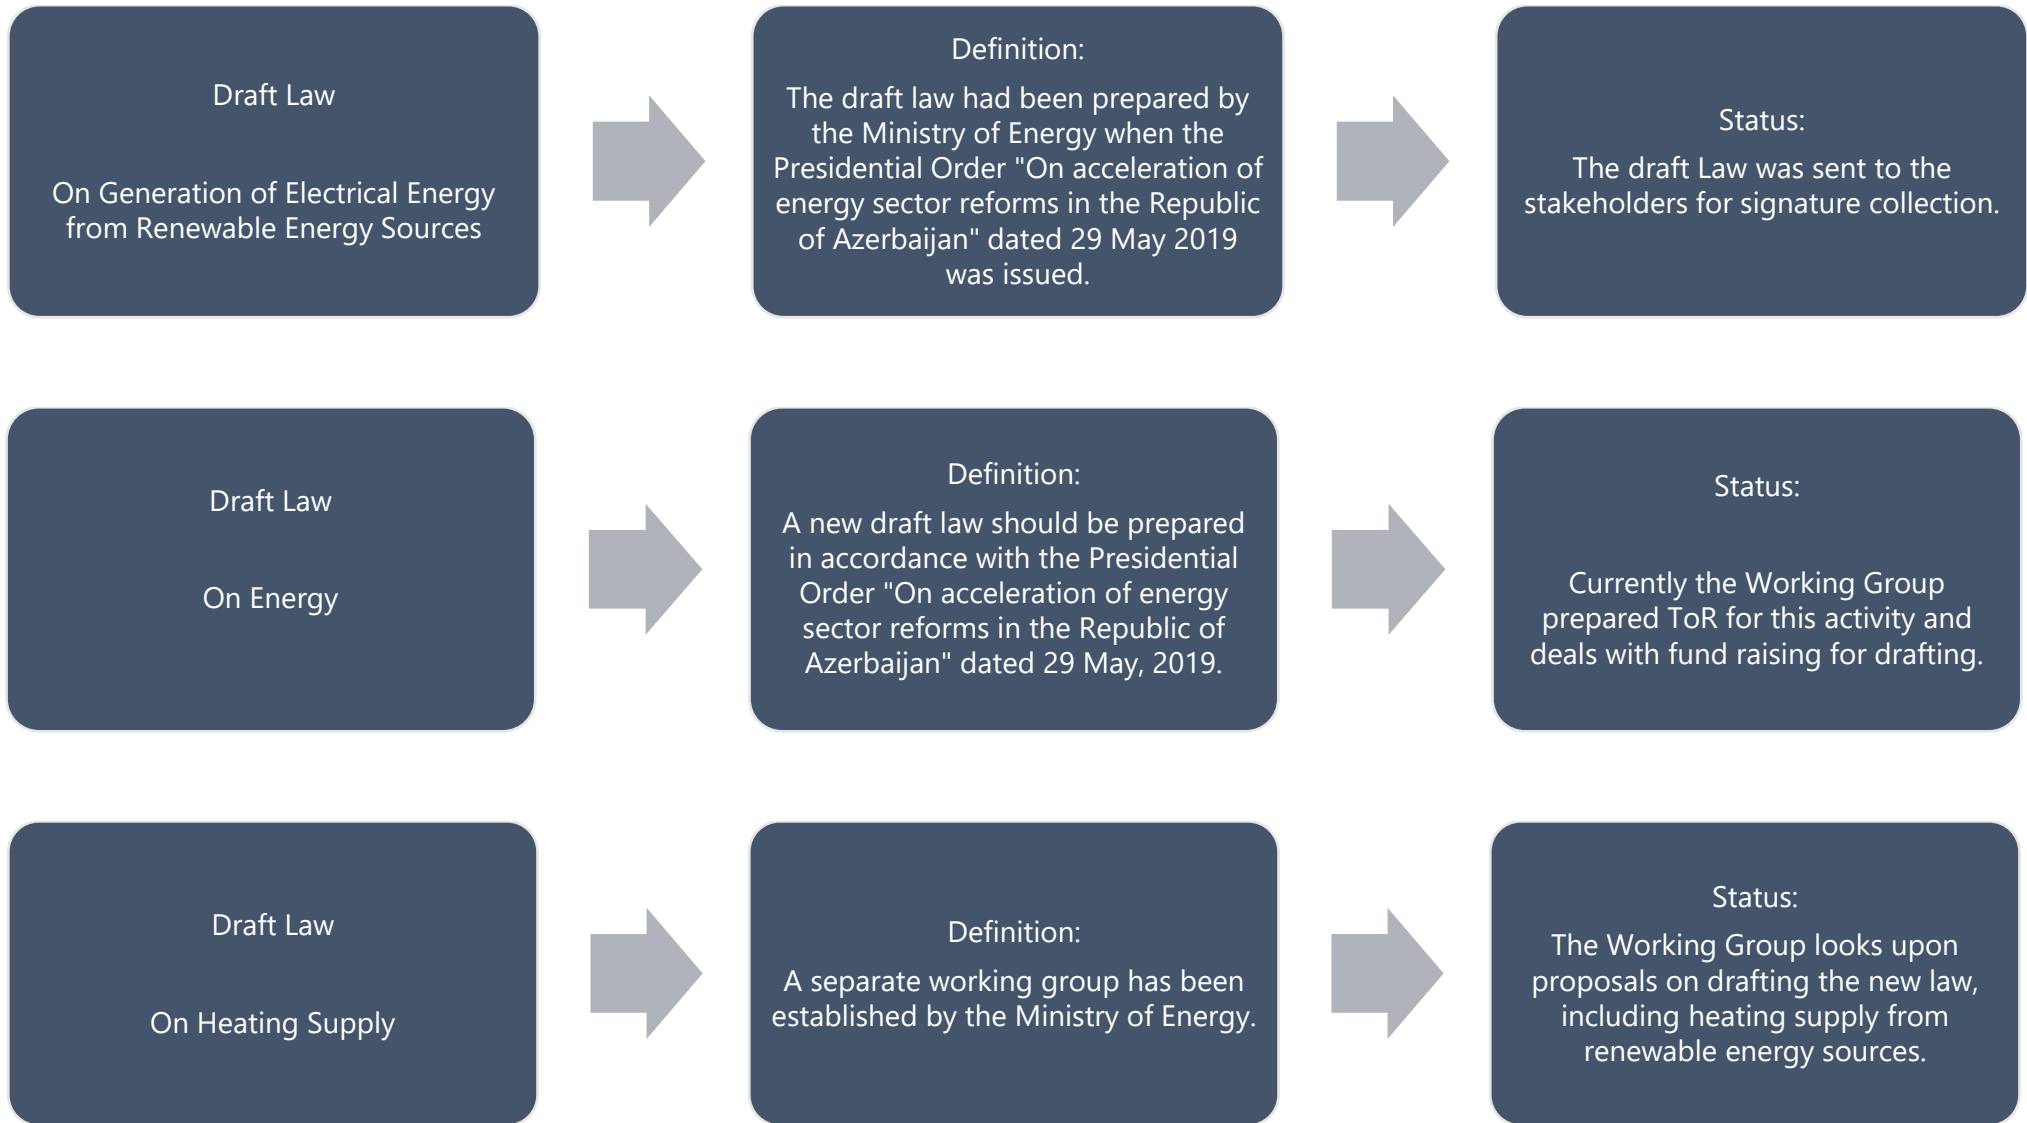 Draft Law
On Generation of Electrical Energy
from Renewable Energy Sources
Definition:
The draft law had been prepared by
the Ministry of Energy when the
Presidential Order "On acceleration of
energy sector reforms in the Republic
of Azerbaijan" dated 29 May 2019
was issued.
Status:
The draft Law was sent to the
stakeholders for signature collection.
Draft Law
On Energy
Definition:
A new draft law should be prepared
in accordance with the Presidential
Order "On acceleration of energy
sector reforms in the Republic of
Azerbaijan" dated 29 May, 2019.
Status:
Currently the Working Group
prepared ToR for this activity and
deals with fund raising for drafting.
Draft Law
On Heating Supply
Definition:
A separate working group has been
established by the Ministry of Energy.
Status:
The Working Group looks upon
proposals on drafting the new law,
including heating supply from
renewable energy sources.